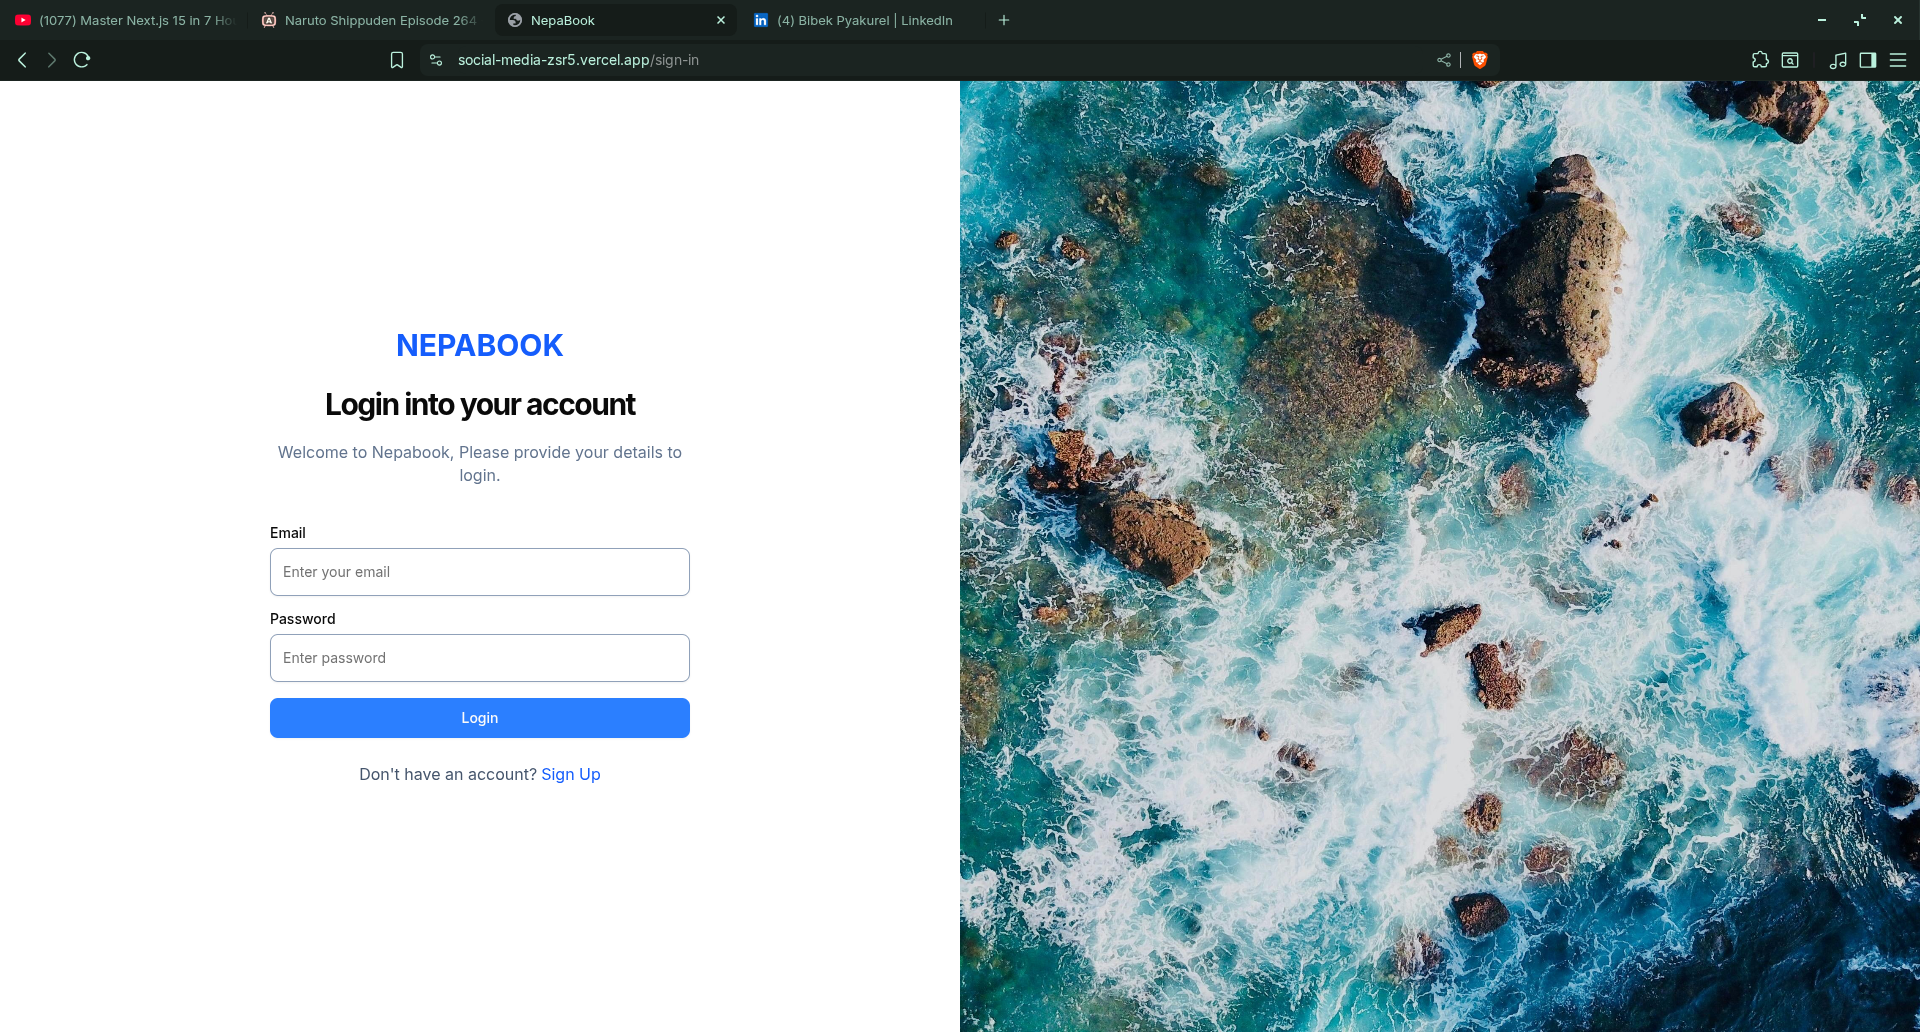 (1077) Master Next.js 15 in 7 Ho
Naruto Shippuden Episode 264
NepaBook
(4) Bibek Pyakurel | LinkedIn
social-media-zsr5.vercel.app/sign-in
NEPABOOK
Login into your account
Welcome to Nepabook, Please provide your details to
login.
Email
Enter your email
Password
Enter password
Login
Don't have an account? Sign Up